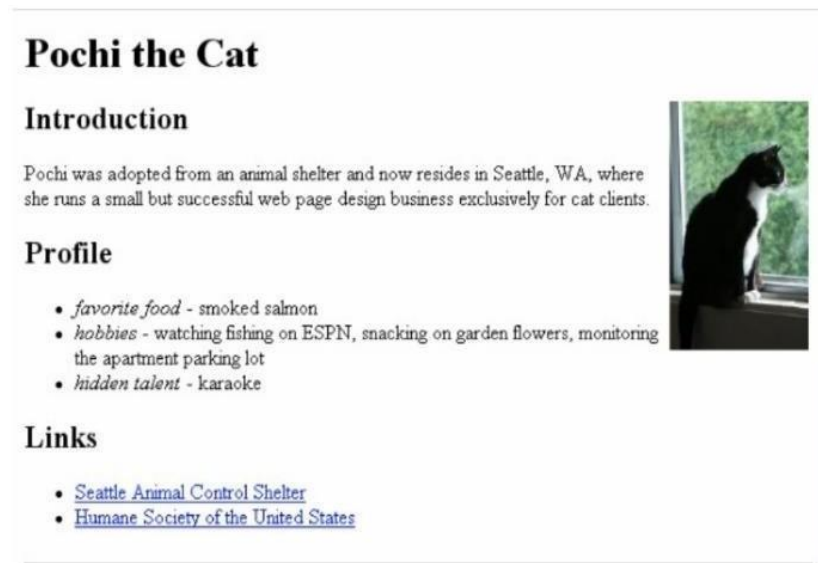 Pochi the Cat
Introduction
Pochi was adopted from an animal shelter and now resides in Seattle, WA, where
she runs a small but successful web page design business exclusively for cat clients.
Profile
• favorite food - smoked salmon
• hobbies - watching fishing on ESPN, snacking on garden flowers, monitoring
the apartment parking lot
• hidden talent - karaoke
Links
• Seattle Animal Control Shelter
• Humane Society of the United States